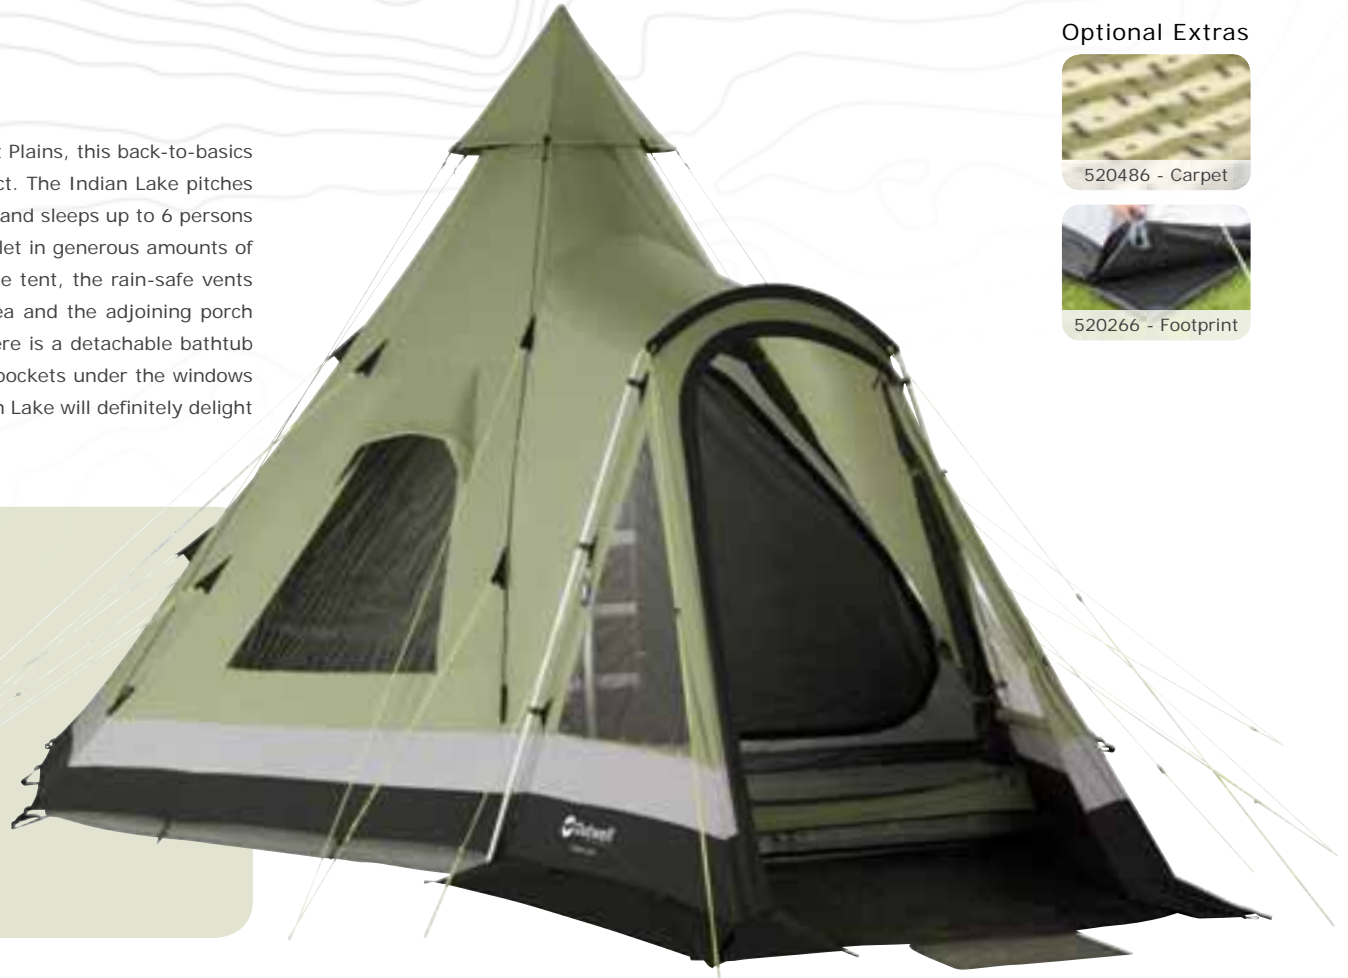 Plains, this back-to-basics
ct. The Indian Lake pitches
and sleeps up to 6 persons
let in generous amounts of
e tent, the rain-safe vents
ea and the adjoining porch
ere is a detachable bathtub
pockets under the windows
n Lake will definitely delight
Optional Extras
520486 - Carpet
520266 - Footprint
Outwell